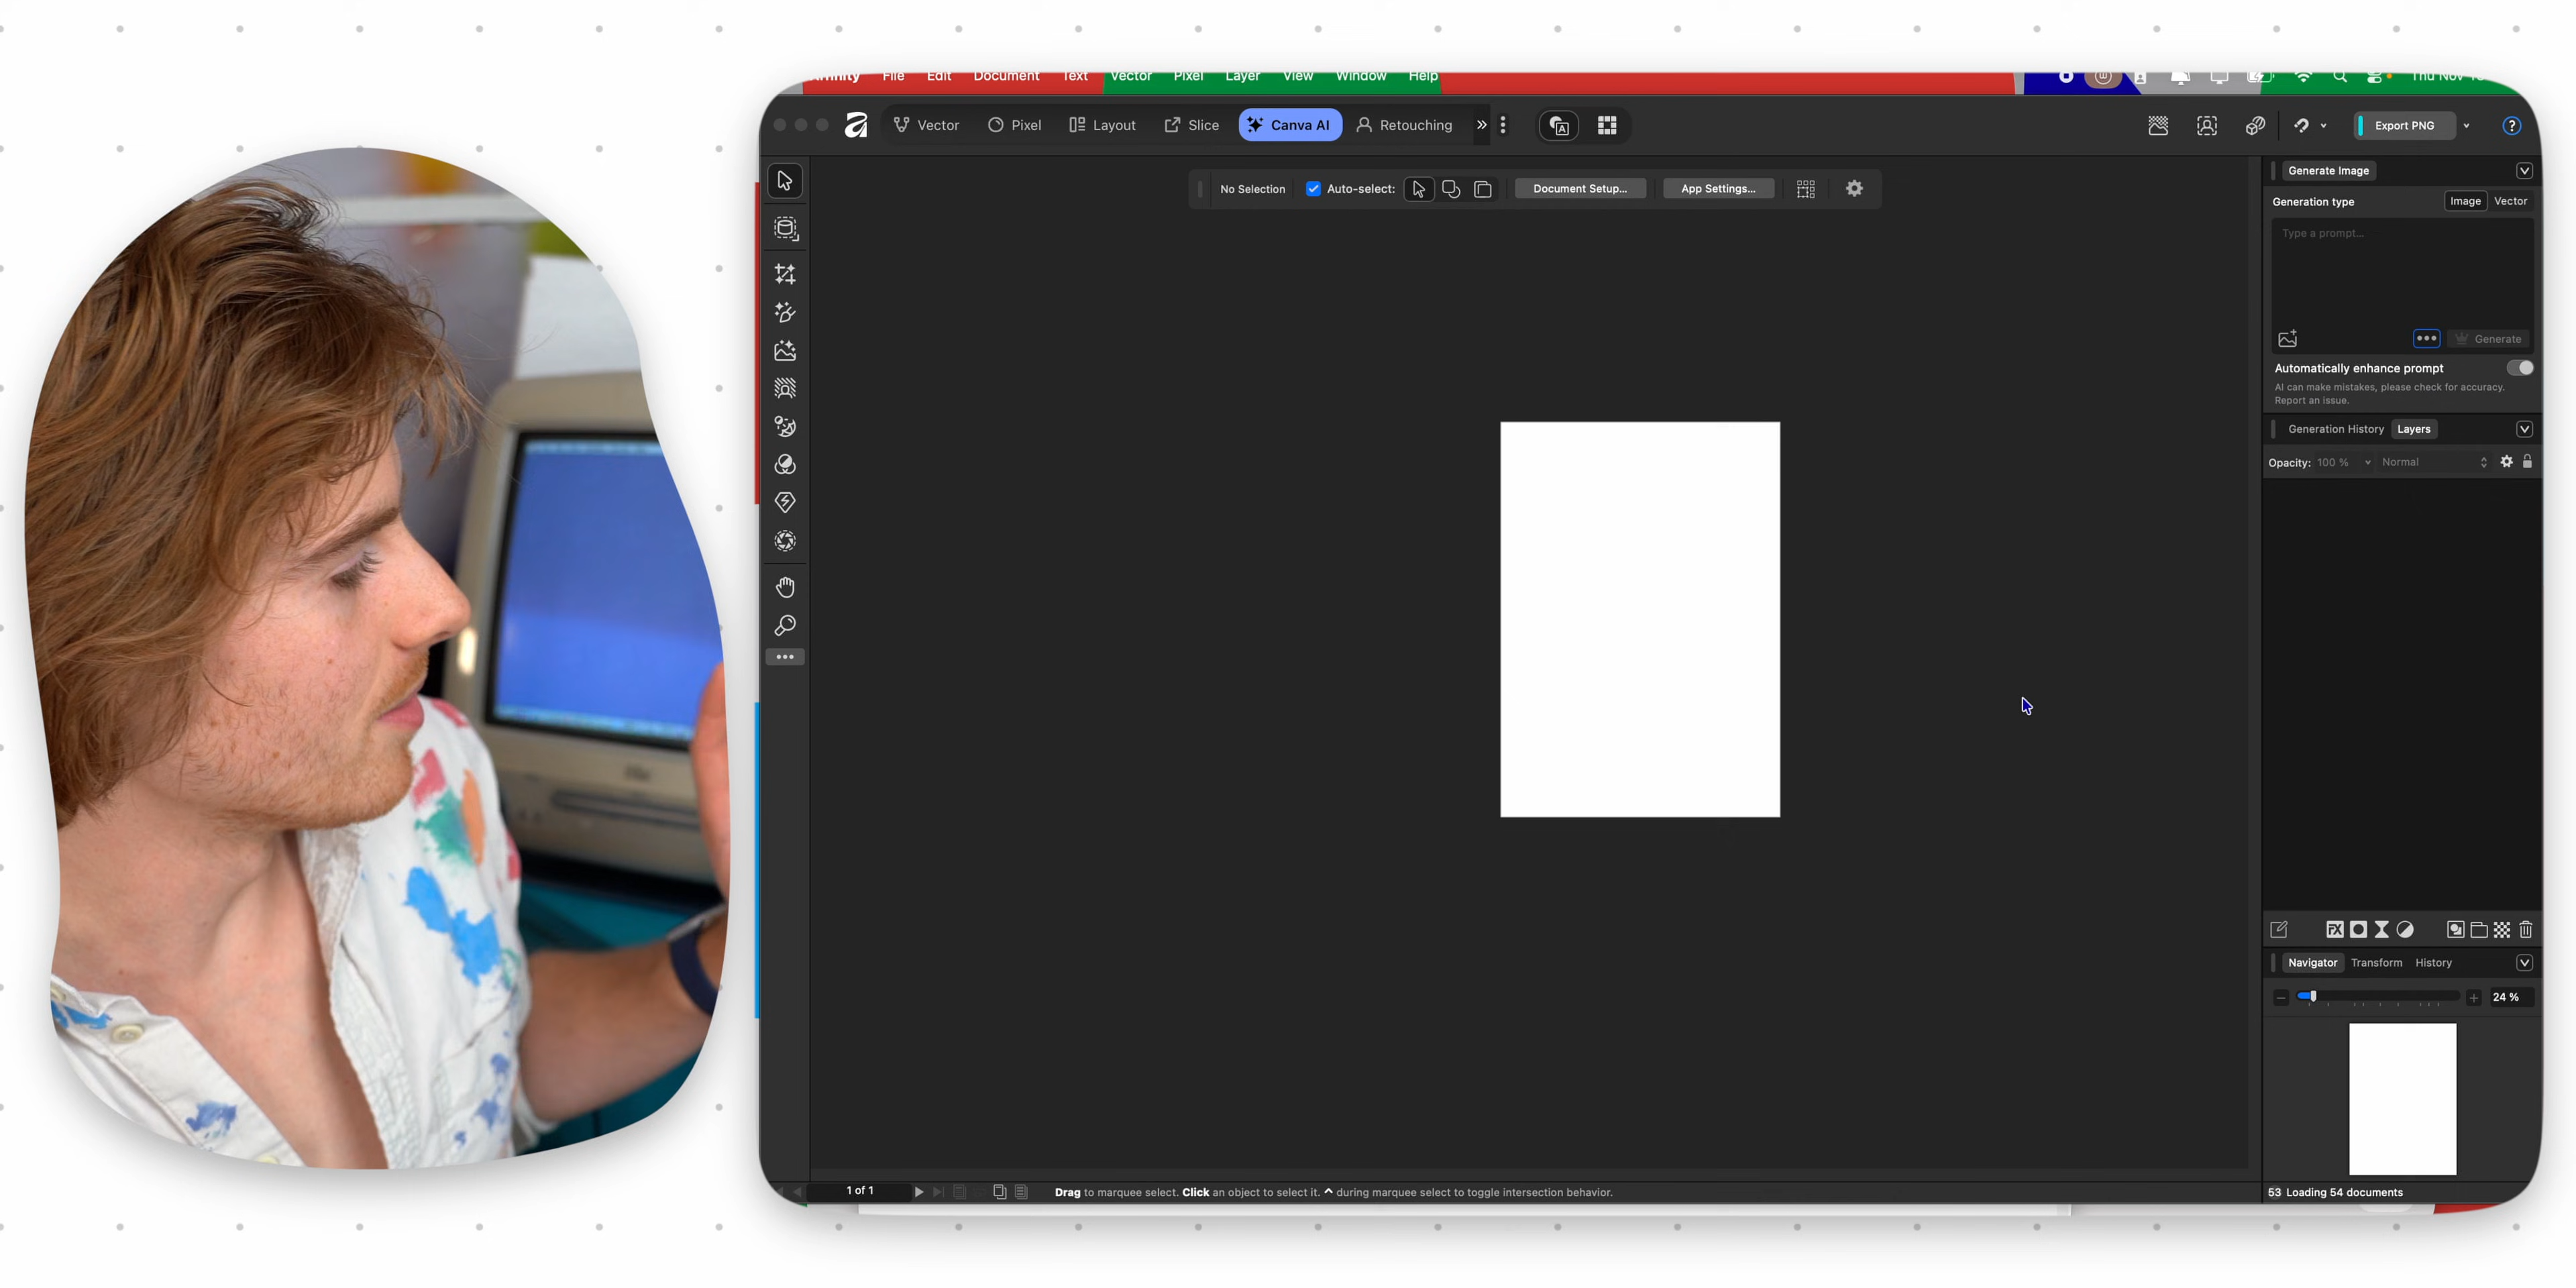 File Edit Document Text Vector Pixel Layer View Window Help
Vector Pixel Layout Slice Canva AI Retouching » Export PNG ?
No Selection Auto-select: Document Setup... App Settings...
Generate Image
Generation type Image Vector
Type a prompt...
Generate
Automatically enhance prompt
AI can make mistakes, please check for accuracy.
Report an issue.
Generation History Layers
Opacity: 100 % Normal
Navigator Transform History
24 %
1 of 1 Drag to marquee select. Click an object to select it. ^ during marquee select to toggle intersection behavior.
53 Loading 54 documents